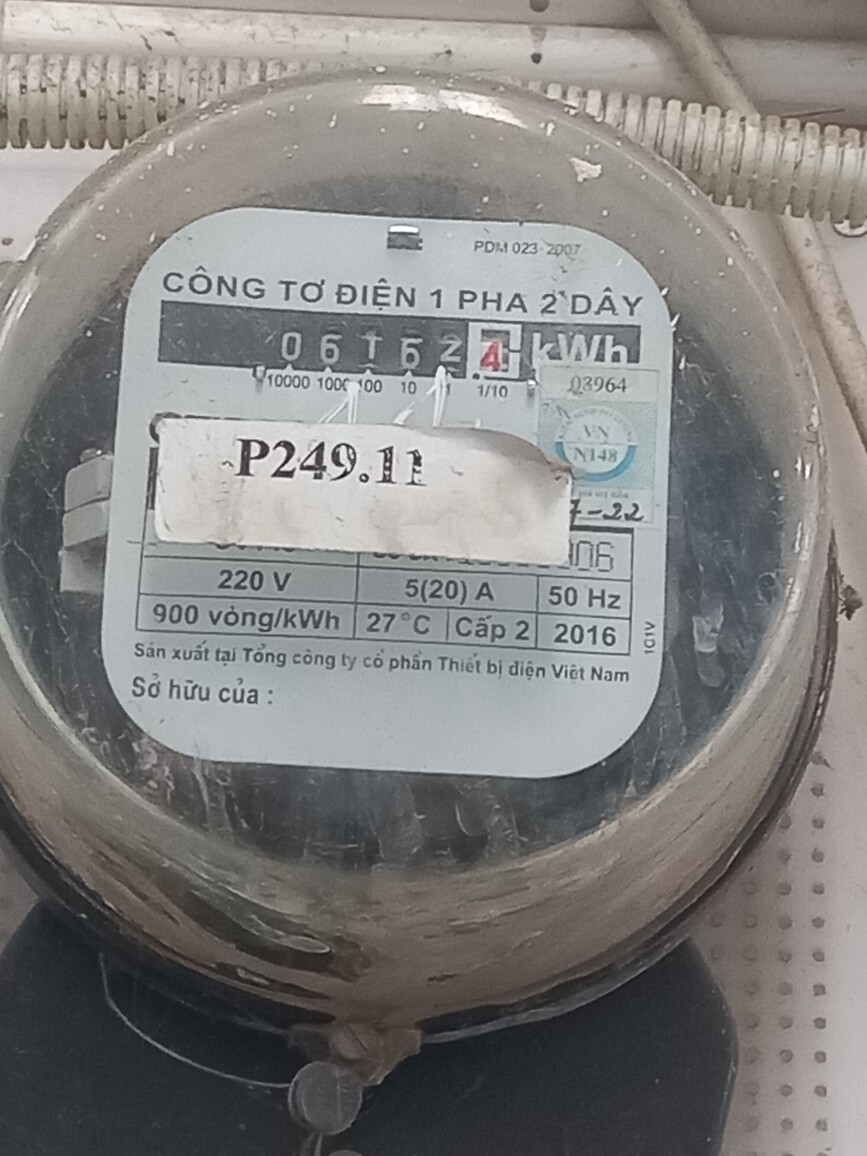 PDM 023-2007
CÔNG TƠ ĐIỆN 1 PHA 2 DÂY
0 6 1 6 2 4 kWh
10000 1000 100 10 1 1/10
03964
VN
N148
P249.11
7-22
220 V 5(20) A 50 Hz
900 vòng/kWh 27°C Cấp 2 2016
1C1V
Sản xuất tại Tổng công ty cổ phần Thiết bị điện Việt Nam
Sở hữu của :